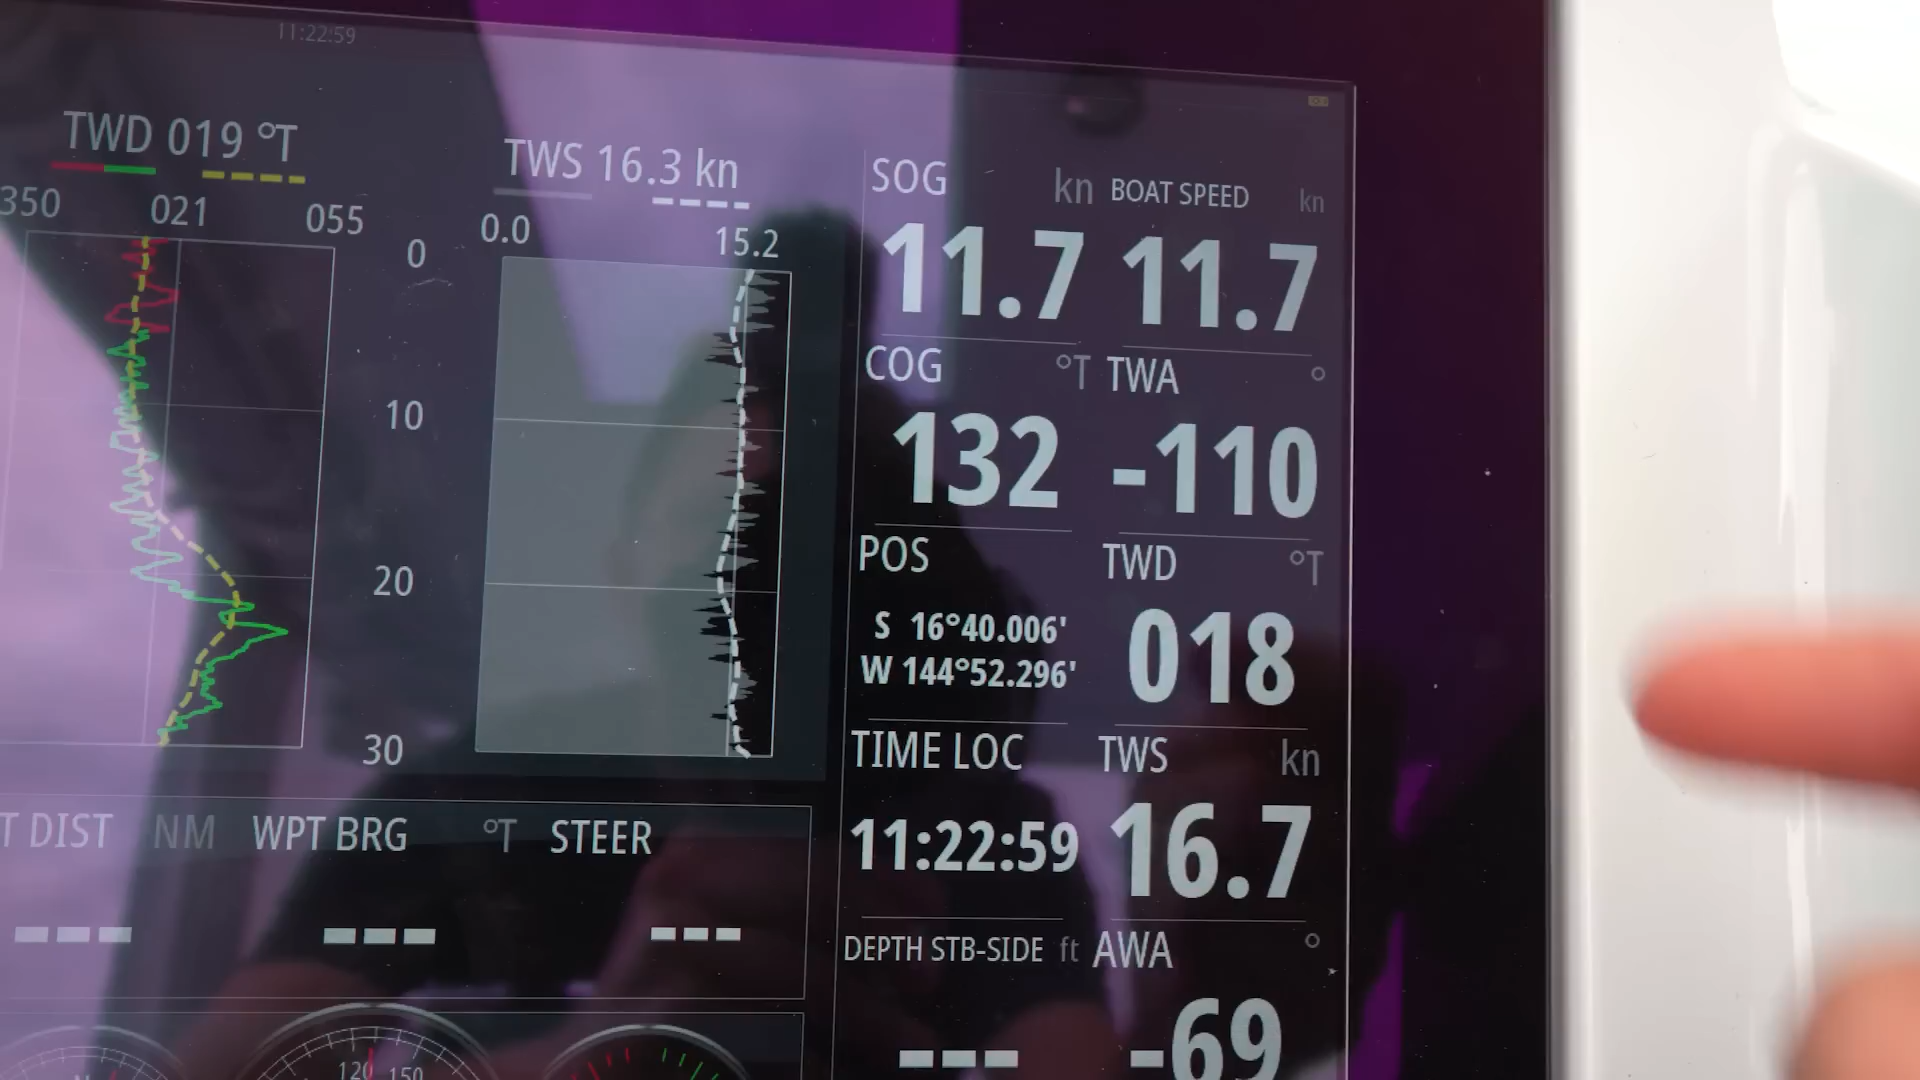 11:22:59
TWD 019 °T
350 021 055
TWS 16.3 kn
0.0 15.2
0
10
20
30
SOG kn
11.7
BOAT SPEED kn
11.7
COG °T
132
TWA °
-110
POS
S 16°40.006'
W 144°52.296'
TWD °T
018
TIME LOC
11:22:59
TWS kn
16.7
DEPTH STB-SIDE ft
---
AWA °
-69
T DIST NM
---
WPT BRG °T
---
STEER
---
120 150